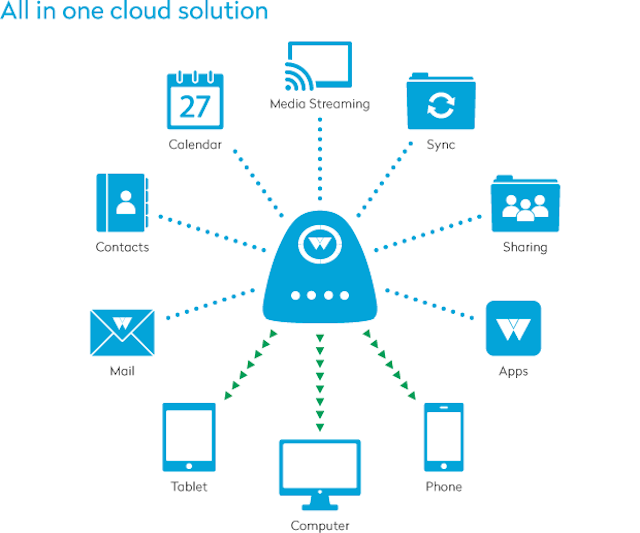 All in one cloud solution
Media Streaming
27
Calendar
Sync
Contacts
Sharing
Mail
Apps
Tablet
Phone
Computer